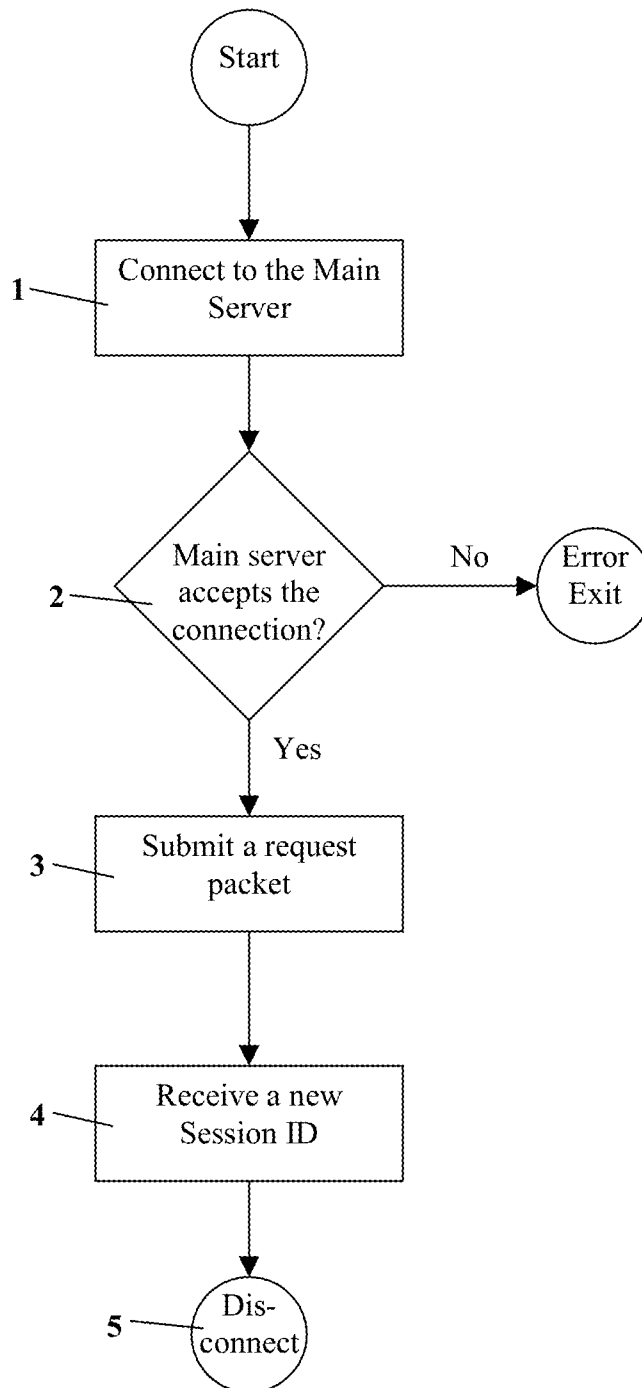 Start
1
Connect to the Main
Server
2
Main server
accepts the
connection?
No
Error
Exit
Yes
3
Submit a request
packet
4
Receive a new
Session ID
5
Dis-
connect